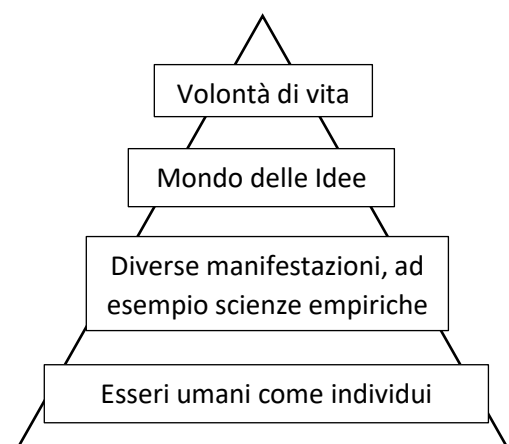 Volontà di vita
Mondo delle Idee
Diverse manifestazioni, ad
esempio scienze empiriche
Esseri umani come individui